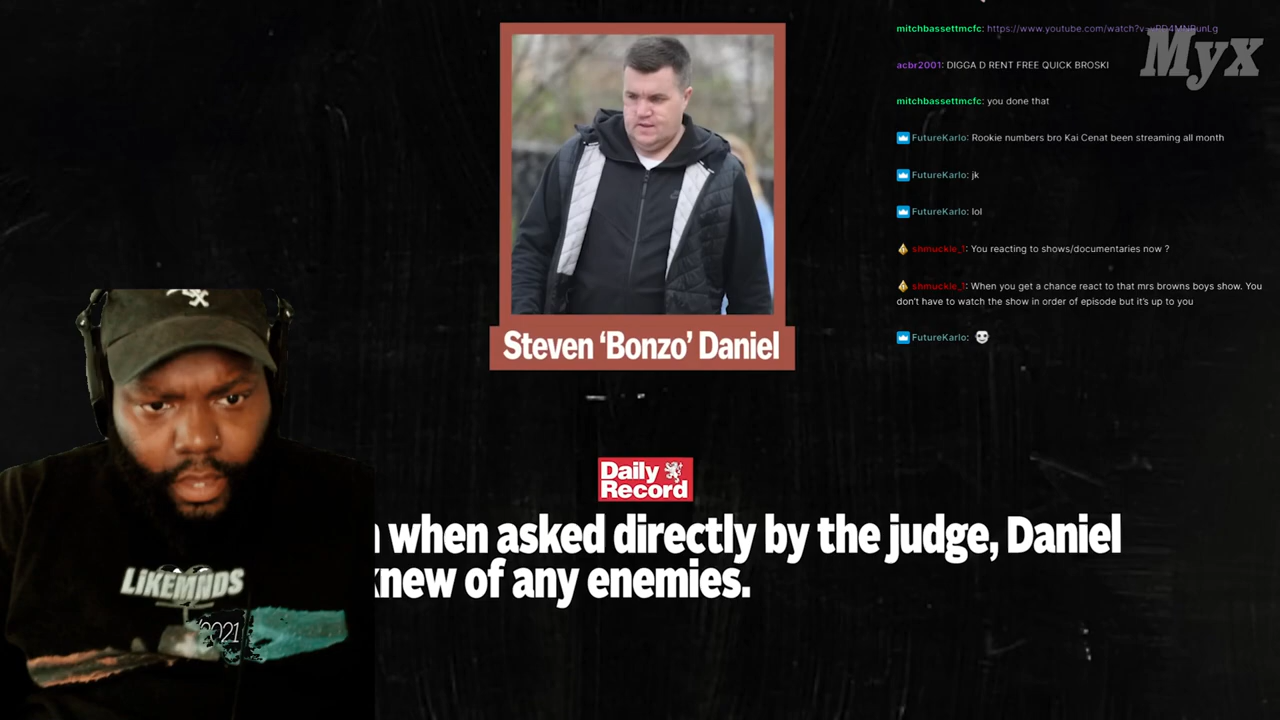 mitchbassettmcfc:
Myx
acbr2001: DIGGA D RENT FREE QUICK BROSKI
mitchbassettmcfc: you done that
FutureKarlo: Rookie numbers bro Kai Cenat been streaming all month
FutureKarlo: jk
FutureKarlo: lol
shmuckie_1: You reacting to shows/documentaries now ?
shmuckie_1: When you get a chance react to that mrs browns boys show. You
don't have to watch the show in order of episode but it's up to you
FutureKarlo:
Steven ‘Bonzo’ Daniel
Daily
Record
when asked directly by the judge, Daniel
knew of any enemies.
LiKEMNDS
/2021